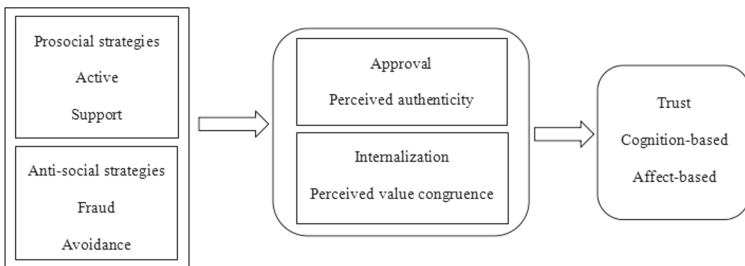 Prosocial strategies
Active
Support
Anti-social strategies
Fraud
Avoidance
Approval
Perceived authenticity
Internalization
Perceived value congruence
Trust
Cognition-based
Affect-based